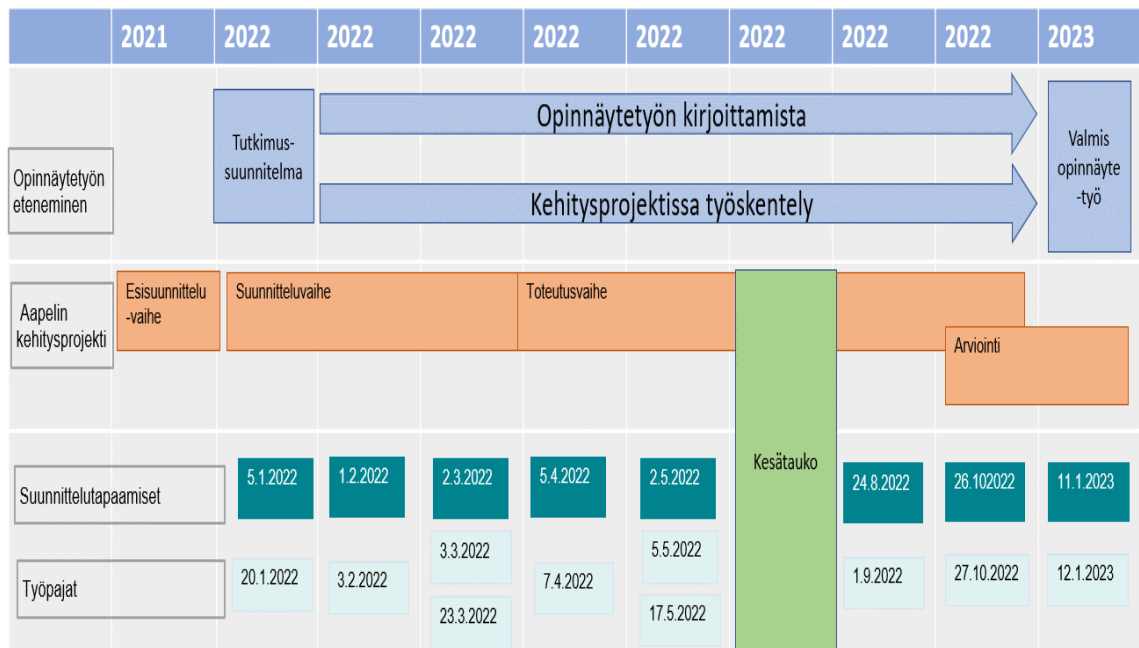 2021 2022 2022 2022 2022 2022 2022 2022 2022 2023
Opinnäytetyön
eteneminen
Tutkimus-
suunnitelma
Opinnäytetyön kirjoittamista
Kehitysprojektissa työskentely
Valmis
opinnäyte
-työ
Aapelin
kehitysprojekti
Esisuunnittelu
-vaihe
Suunnitteluvaihe
Toteutusvaihe
Arviointi
Kesätauko
Suunnittelutapaamiset
5.1.2022 1.2.2022 2.3.2022 5.4.2022 2.5.2022 24.8.2022 26.102022 11.1.2023
Työpajat
20.1.2022 3.2.2022 3.3.2022 7.4.2022 5.5.2022 1.9.2022 27.10.2022 12.1.2023
23.3.2022 17.5.2022